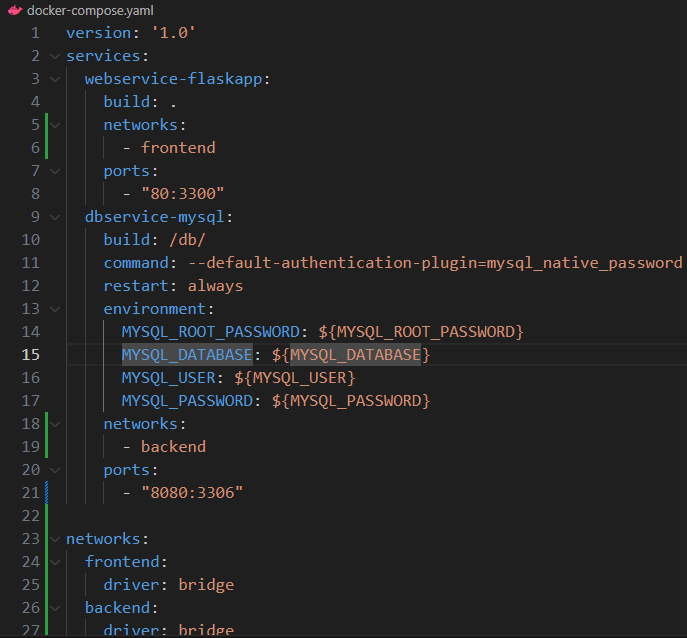 docker-compose.yaml
1 version: '1.0'
2 services:
3   webservice-flaskapp:
4     build: .
5     networks:
6       - frontend
7     ports:
8       - "80:3300"
9   dbservice-mysql:
10     build: /db/
11     command: --default-authentication-plugin=mysql_native_password
12     restart: always
13     environment:
14       MYSQL_ROOT_PASSWORD: ${MYSQL_ROOT_PASSWORD}
15       MYSQL_DATABASE: ${MYSQL_DATABASE}
16       MYSQL_USER: ${MYSQL_USER}
17       MYSQL_PASSWORD: ${MYSQL_PASSWORD}
18     networks:
19       - backend
20     ports:
21       - "8080:3306"
22
23 networks:
24   frontend:
25     driver: bridge
26   backend:
27     driver: bridge